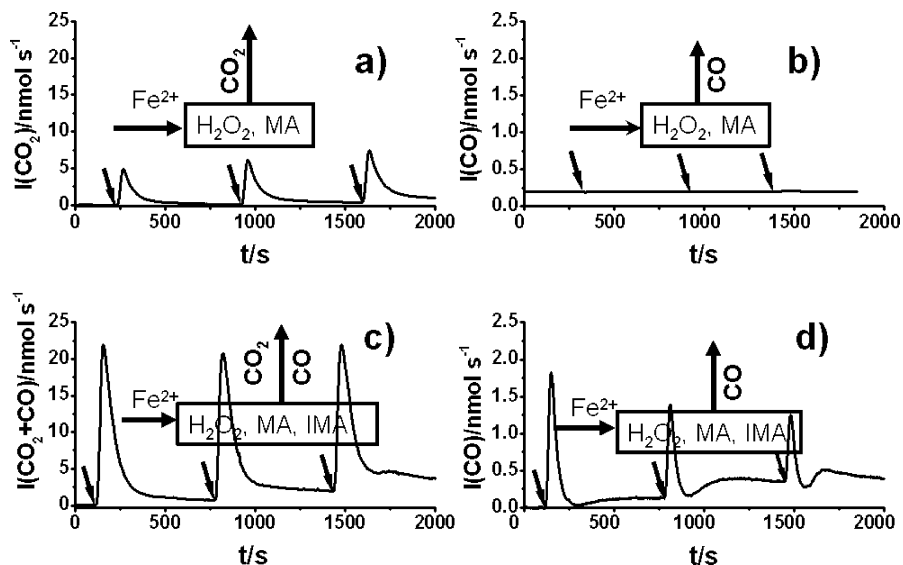 a)
I(CO₂)/nmol s⁻¹
25
20
15
10
5
0
CO₂
Fe²⁺
H₂O₂, MA
0 500 1000 1500 2000
t/s
b)
I(CO)/nmol s⁻¹
2.5
2.0
1.5
1.0
0.5
0.0
CO
Fe²⁺
H₂O₂, MA
0 500 1000 1500 2000
t/s
c)
I(CO₂+CO)/nmol s⁻¹
25
20
15
10
5
0
CO₂
CO
Fe²⁺
H₂O₂, MA, IMA
0 500 1000 1500 2000
t/s
d)
I(CO)/nmol s⁻¹
2.5
2.0
1.5
1.0
0.5
0.0
CO
Fe²⁺
H₂O₂, MA, IMA
0 500 1000 1500 2000
t/s